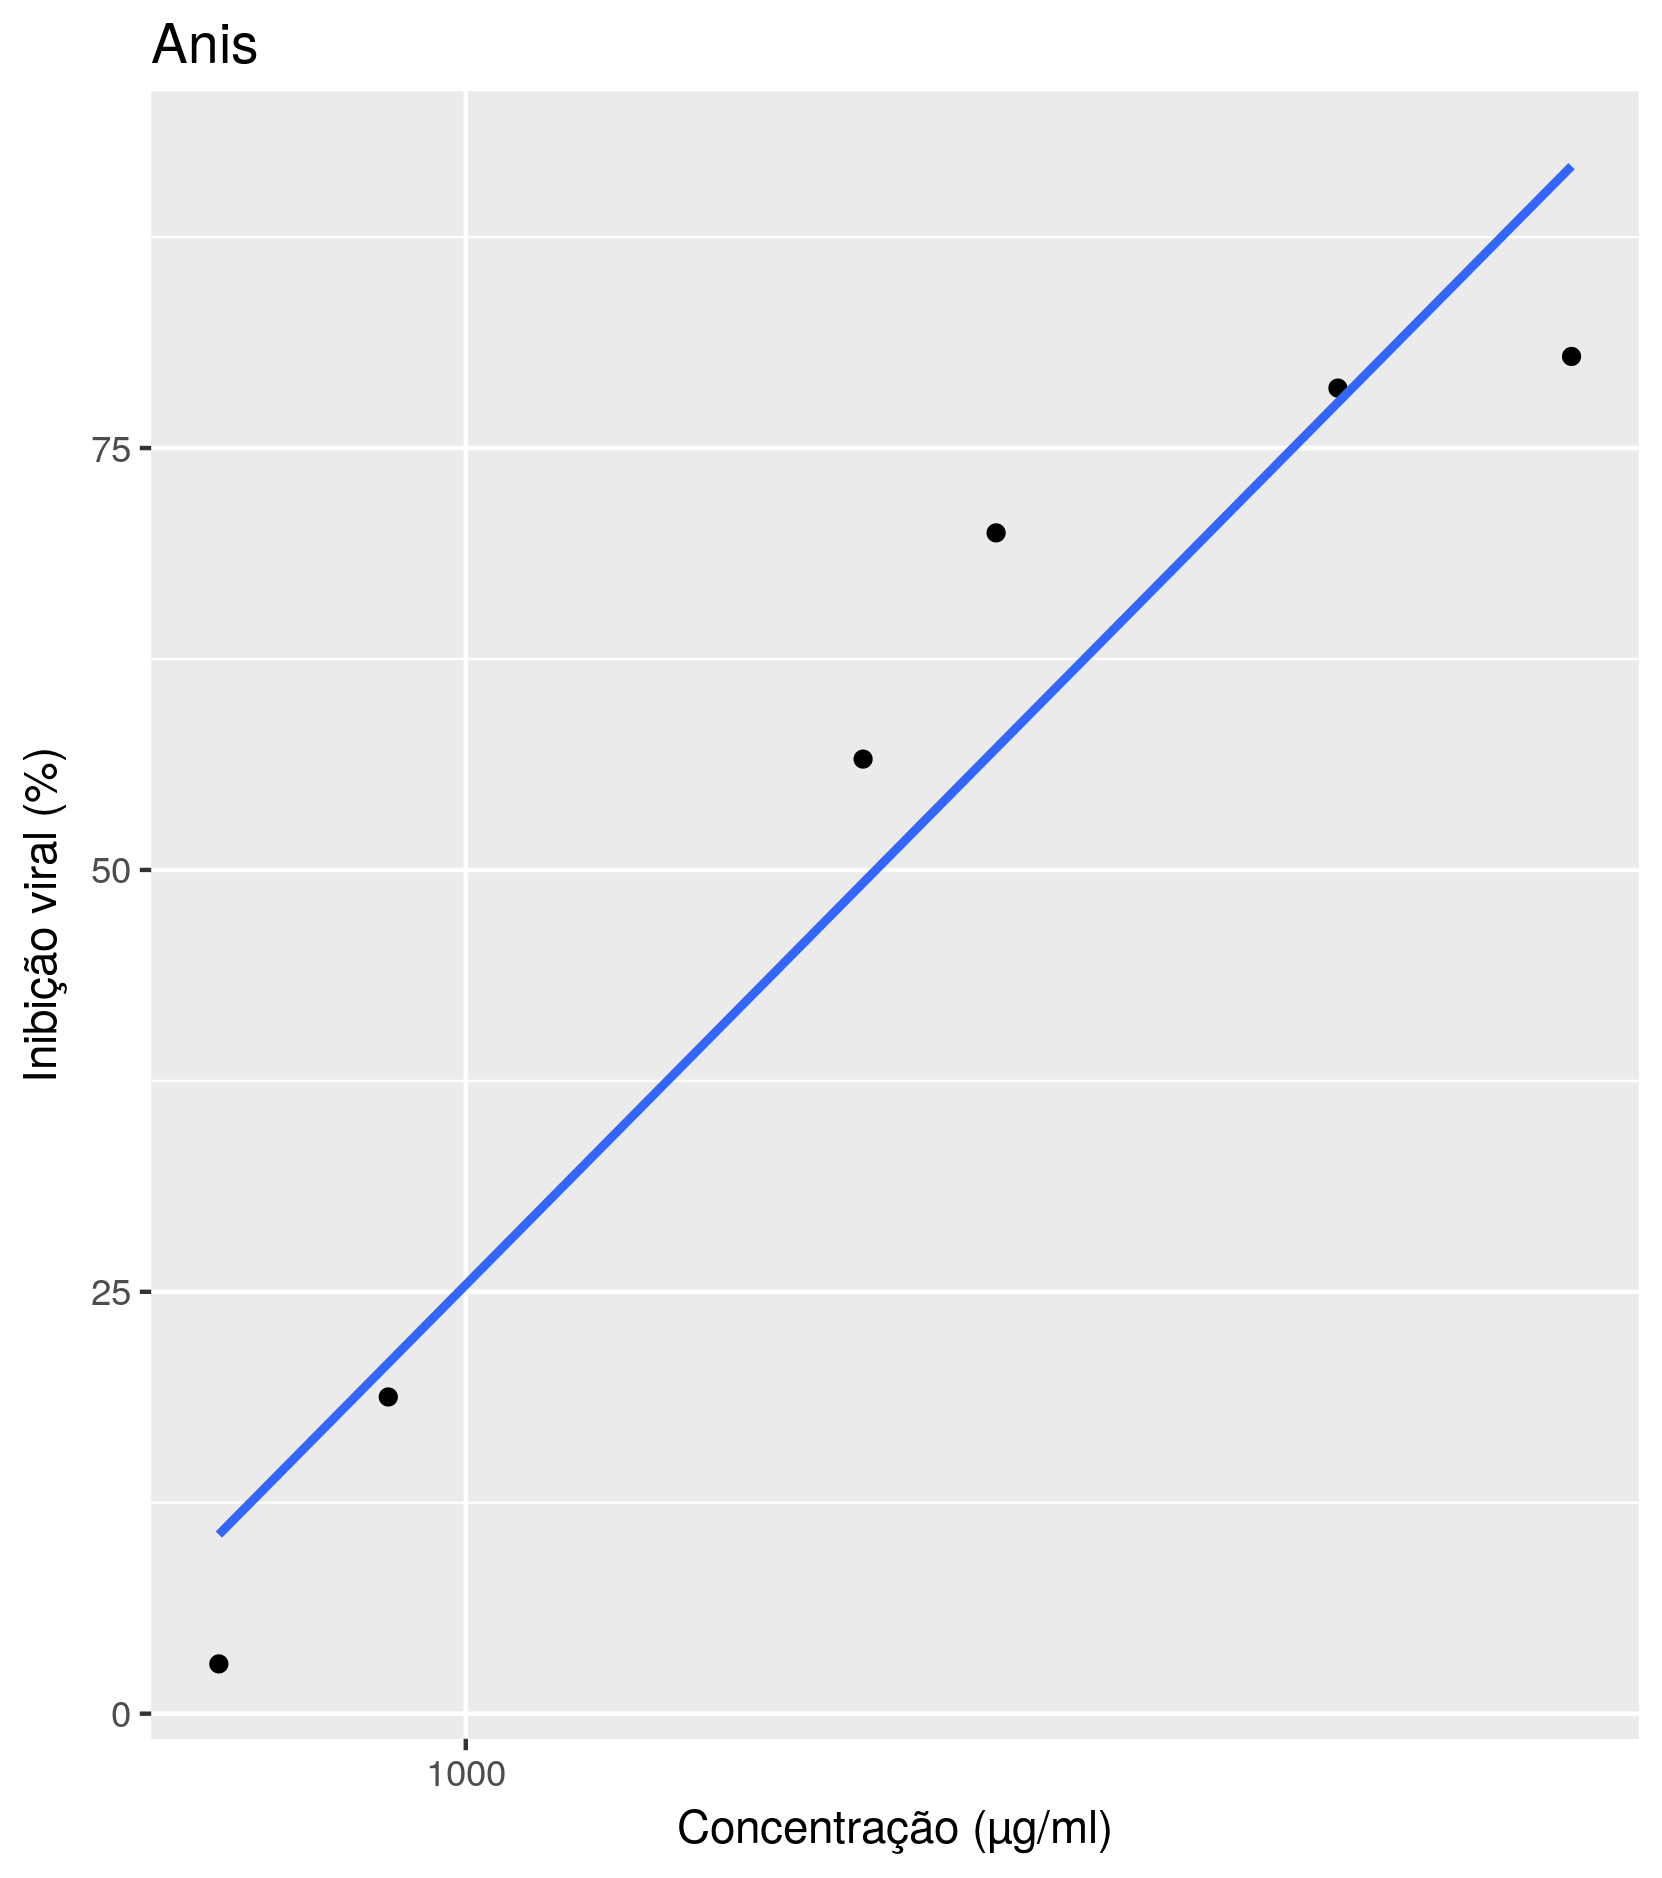 Anis
Inibição viral (%)
75
50
25
0
1000
Concentração (µg/ml)